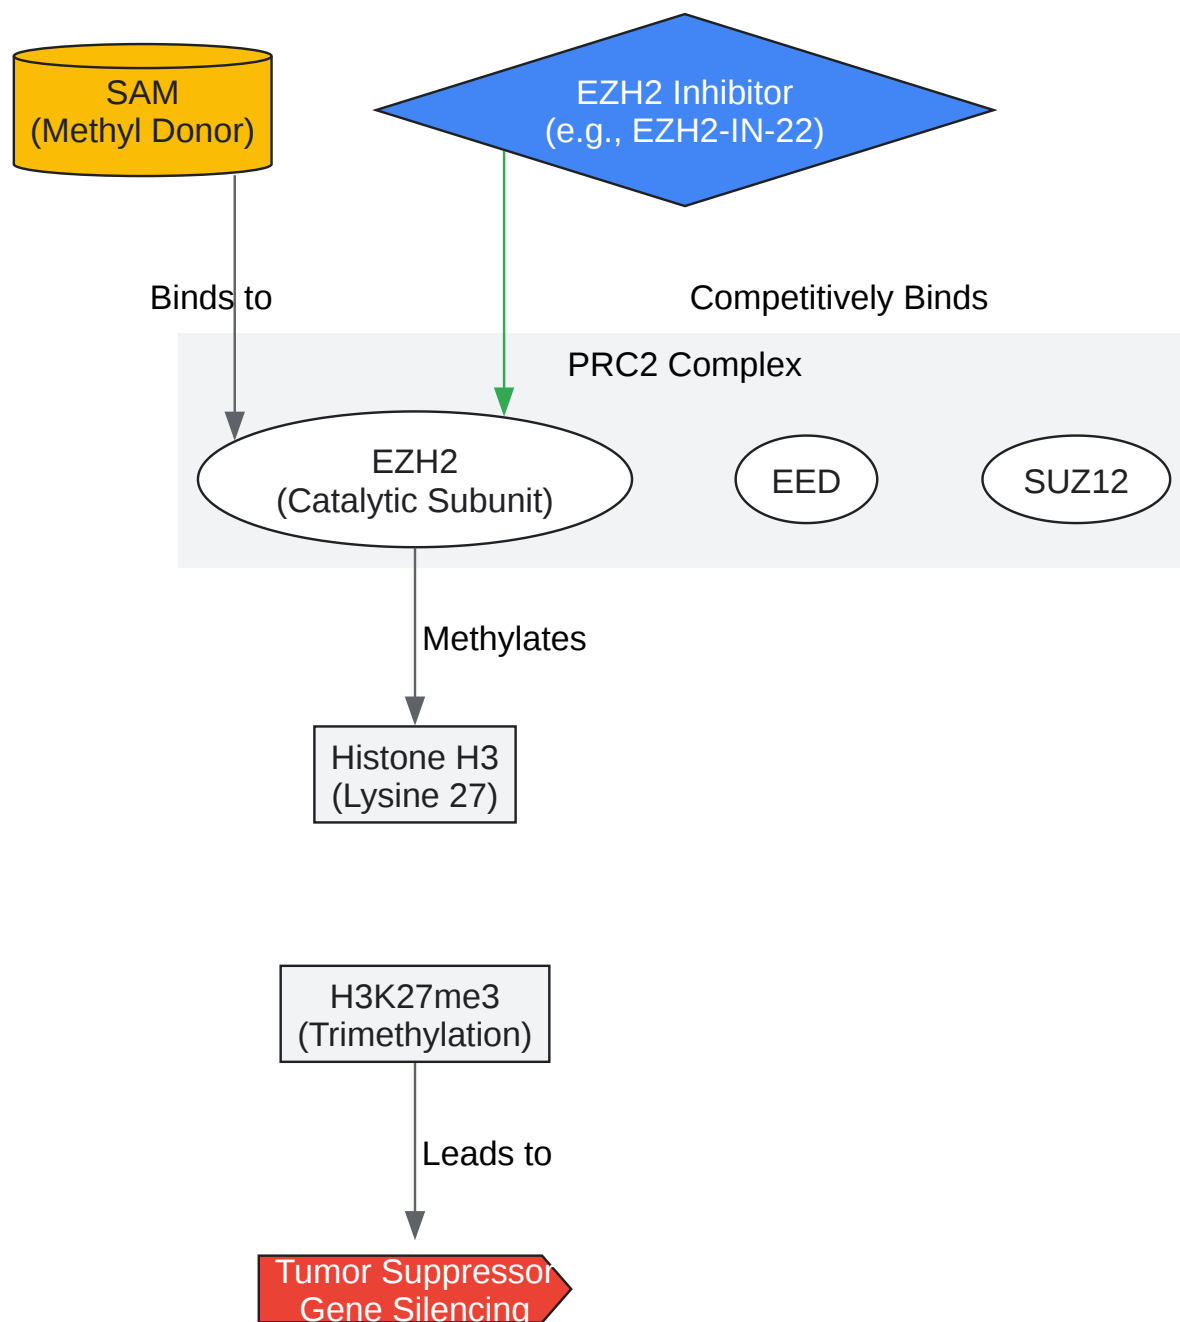 SAM
(Methyl Donor)
EZH2 Inhibitor
(e.g., EZH2-IN-22)
Binds to
Competitively Binds
PRC2 Complex
EZH2
(Catalytic Subunit)
EED
SUZ12
Methylates
Histone H3
(Lysine 27)
H3K27me3
(Trimethylation)
Leads to
Tumor Suppressor
Gene Silencing